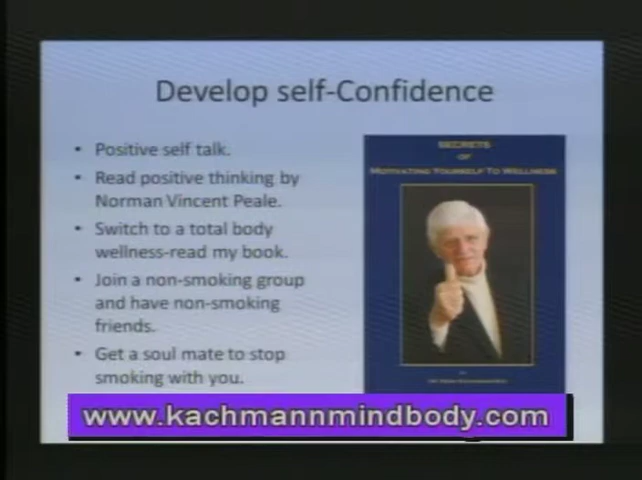 Develop self-Confidence
• Positive self talk.
• Read positive thinking by
Norman Vincent Peale.
• Switch to a total body
wellness-read my book.
• Join a non-smoking group
and have non-smoking
friends.
• Get a soul mate to stop
smoking with you.
SECRETS
OF
MOTIVATING YOURSELF TO WELLNESS
www.kachmannmindbody.com